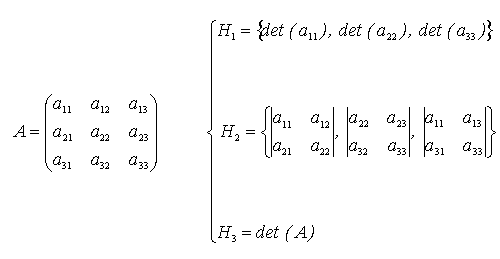 H₁ = {det (a₁₁), det (a₂₂), det (a₃₃)}
A = (a₁₁ a₁₂ a₁₃
a₂₁ a₂₂ a₂₃
a₃₁ a₃₂ a₃₃)
H₂ = {|a₁₁ a₁₂
a₂₁ a₂₂|, |a₂₂ a₂₃
a₃₂ a₃₃|, |a₁₁ a₁₃
a₃₁ a₃₃|}
H₃ = det (A)